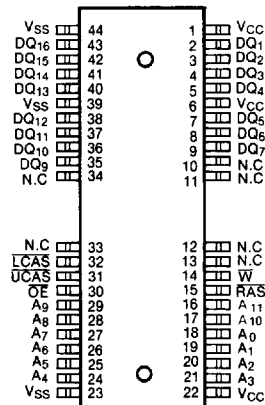 VSS 44 1 VCC
DQ16 43 2 DQ1
DQ15 42 3 DQ2
DQ14 41 4 DQ3
DQ13 40 5 DQ4
VSS 39 6 VCC
DQ12 38 7 DQ5
DQ11 37 8 DQ6
DQ10 36 9 DQ7
DQ9 35 10 N.C
N.C 34 11 N.C
N.C 33 12 N.C
LCAS 32 13 N.C
UCAS 31 14 W
OE 30 15 RAS
A9 29 16 A11
A8 28 17 A10
A7 27 18 A0
A6 26 19 A1
A5 25 20 A2
A4 24 21 A3
VSS 23 22 VCC